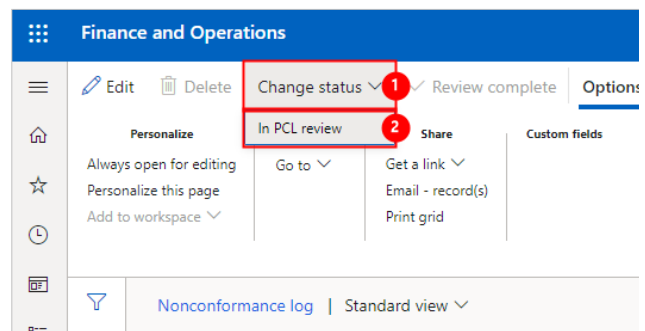 Finance and Operations
Edit Delete Change status 1 Review complete Options
In PCL review 2
Personalize Share Custom fields
Always open for editing Go to Get a link
Personalize this page Email - record(s)
Add to workspace Print grid
Nonconformance log | Standard view